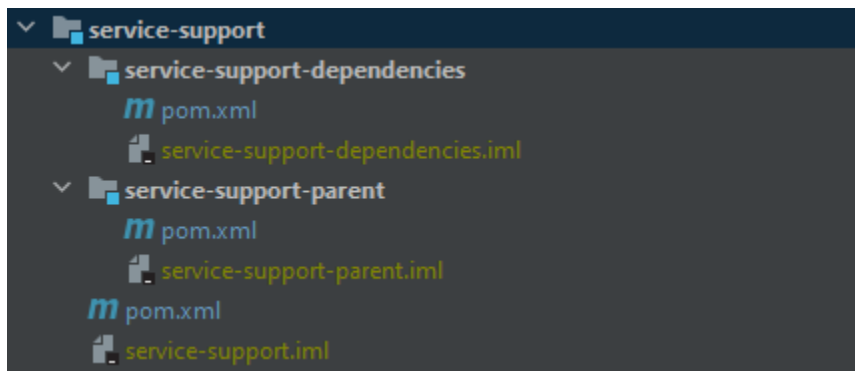 service-support
service-support-dependencies
m pom.xml
service-support-dependencies.iml
service-support-parent
m pom.xml
service-support-parent.iml
m pom.xml
service-support.iml